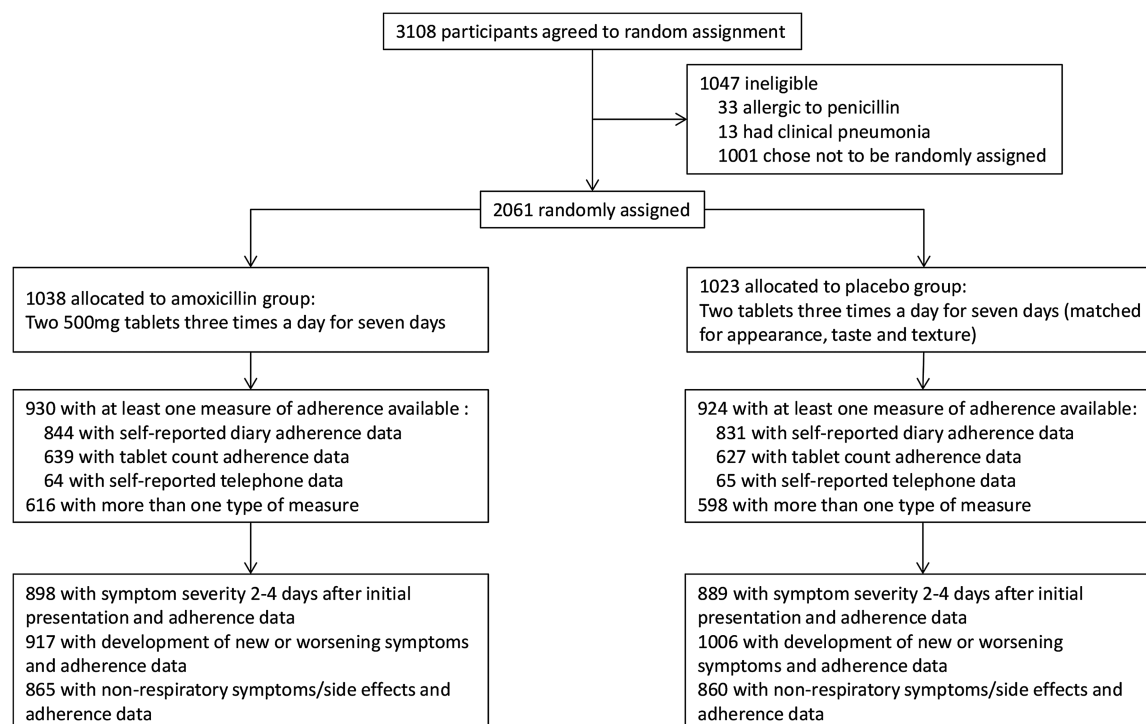 3108 participants agreed to random assignment
1047 ineligible
33 allergic to penicillin
13 had clinical pneumonia
1001 chose not to be randomly assigned
2061 randomly assigned
1038 allocated to amoxicillin group:
Two 500mg tablets three times a day for seven days
1023 allocated to placebo group:
Two tablets three times a day for seven days (matched
for appearance, taste and texture)
930 with at least one measure of adherence available :
844 with self-reported diary adherence data
639 with tablet count adherence data
64 with self-reported telephone data
616 with more than one type of measure
924 with at least one measure of adherence available:
831 with self-reported diary adherence data
627 with tablet count adherence data
65 with self-reported telephone data
598 with more than one type of measure
898 with symptom severity 2-4 days after initial
presentation and adherence data
917 with development of new or worsening symptoms
and adherence data
865 with non-respiratory symptoms/side effects and
adherence data
889 with symptom severity 2-4 days after initial
presentation and adherence data
1006 with development of new or worsening
symptoms and adherence data
860 with non-respiratory symptoms/side effects and
adherence data